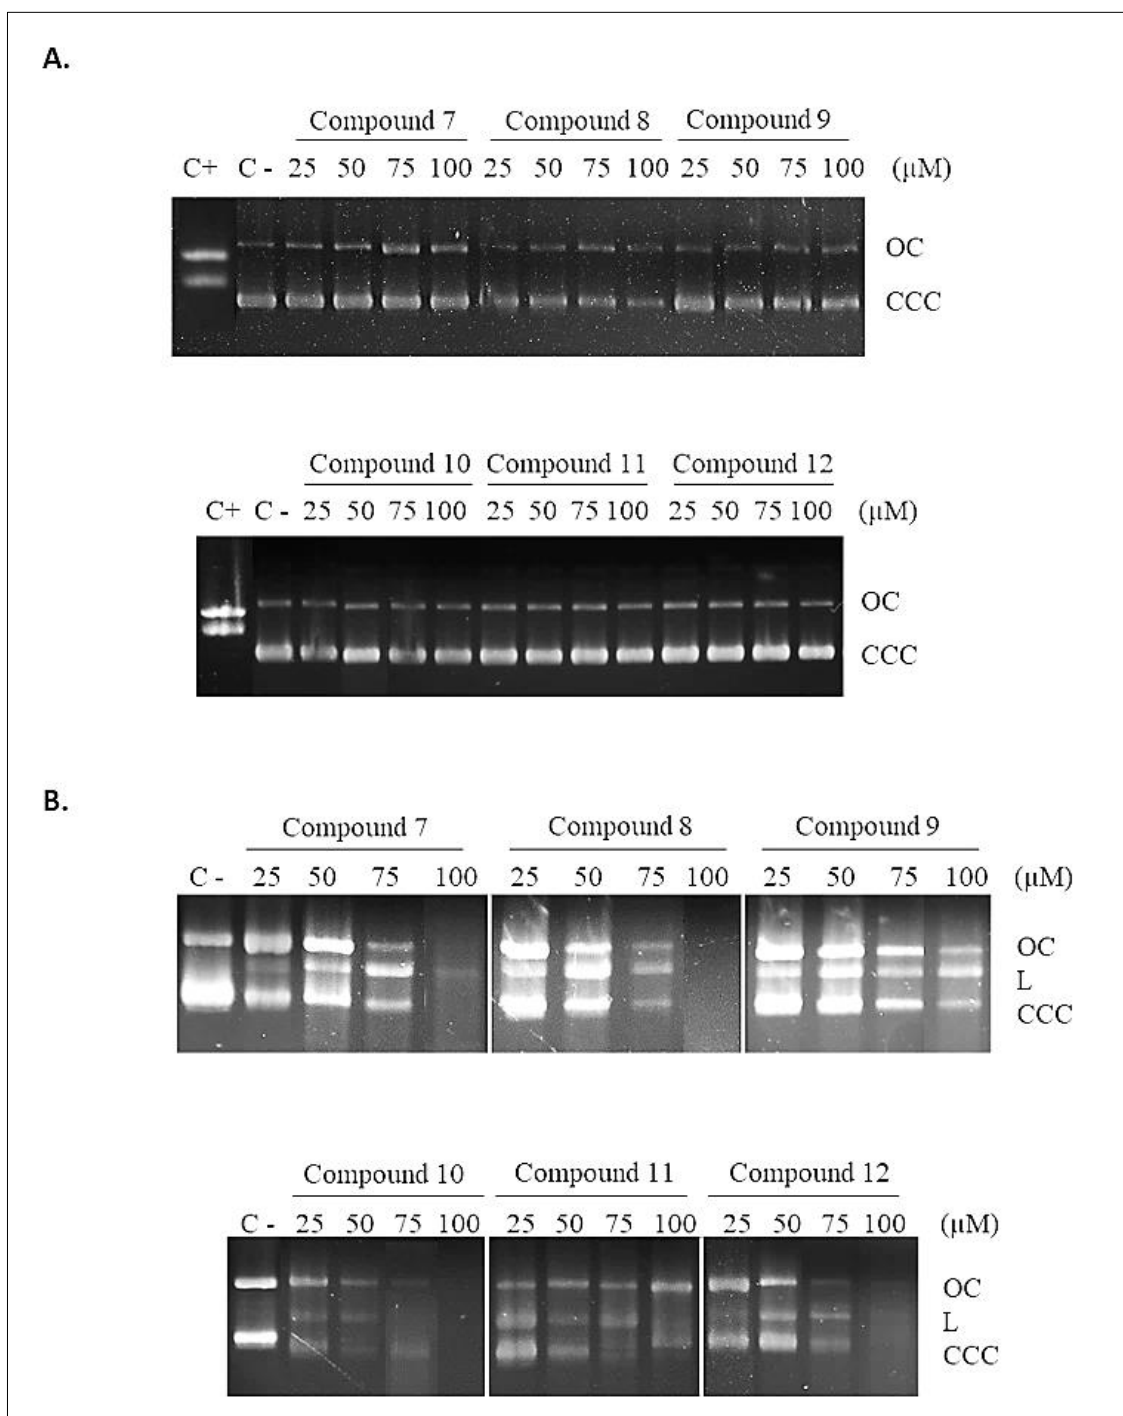 A.
Compound 7 Compound 8 Compound 9
C+ C - 25 50 75 100 25 50 75 100 25 50 75 100 (μM)
OC
CCC
Compound 10 Compound 11 Compound 12
C+ C - 25 50 75 100 25 50 75 100 25 50 75 100 (μM)
OC
CCC
B.
Compound 7 Compound 8 Compound 9
C - 25 50 75 100 25 50 75 100 25 50 75 100 (μM)
OC
L
CCC
Compound 10 Compound 11 Compound 12
C - 25 50 75 100 25 50 75 100 25 50 75 100 (μM)
OC
L
CCC